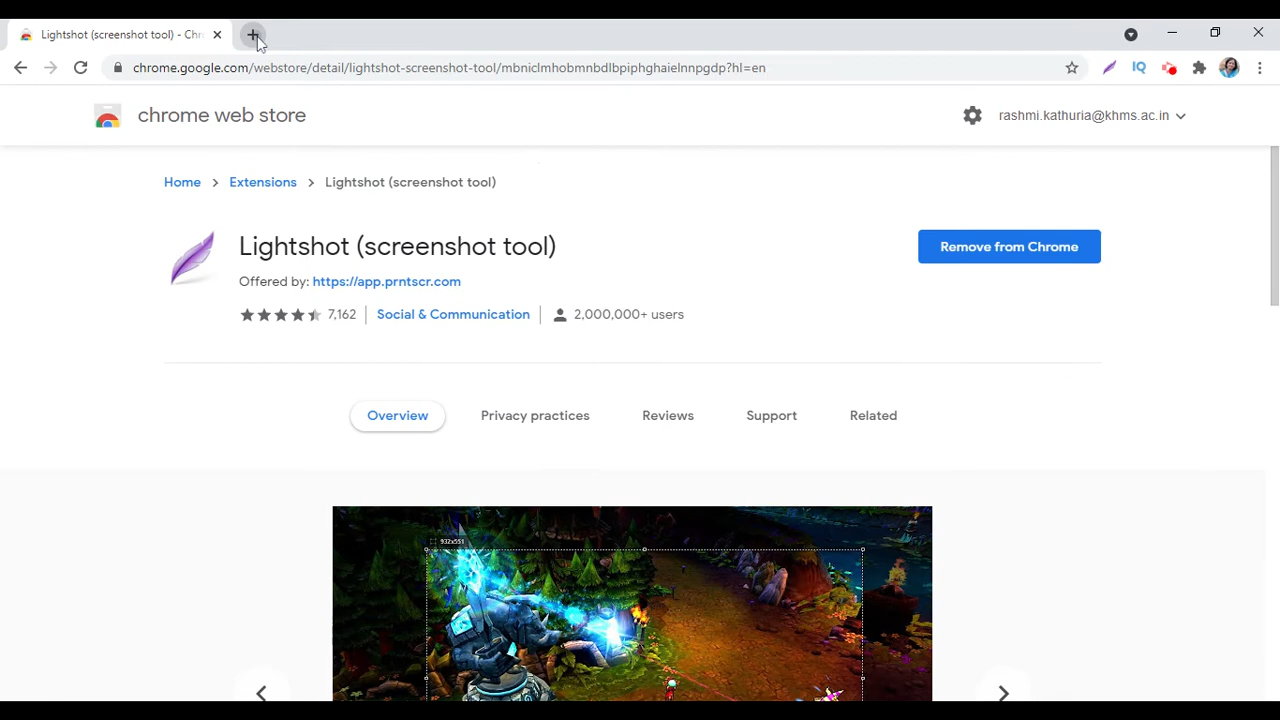 Lightshot (screenshot tool) - Chr
chrome.google.com/webstore/detail/lightshot-screenshot-tool/mbniclmhobmnbdlbpiphghaielnnpgdp?hl=en
IQ
chrome web store
rashmi.kathuria@khms.ac.in
Home > Extensions > Lightshot (screenshot tool)
Lightshot (screenshot tool)
Remove from Chrome
Offered by: https://app.prntscr.com
7,162 Social & Communication 2,000,000+ users
Overview Privacy practices Reviews Support Related
932x551